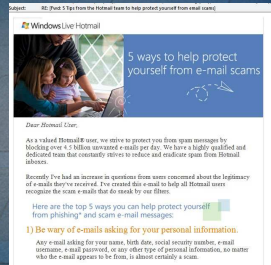 Subject: RE: [Fwd: 5 Tips from the Hotmail team to help protect yourself from email scams]
Windows Live Hotmail
5 ways to help protect
yourself from e-mail scams
Dear Hotmail User,
As a valued Hotmail® user, we strive to protect you from spam messages by
blocking over 4.5 billion unwanted e-mails per day. We have a highly qualified and
dedicated team that constantly strives to reduce and eradicate spam from Hotmail
inboxes.
Recently I've had an increase in questions from users concerned about the legitimacy
of e-mails they've received. I've created this e-mail to help all Hotmail users
recognize the scam e-mails that do sneak by our filters.
Here are the top 5 ways you can help protect yourself
from phishing* and scam e-mail messages:
1) Be wary of e-mails asking for your personal information.
Any e-mail asking for your name, birth date, social security number, e-mail
username, e-mail password, or any other type of personal information, no matter
who the e-mail appears to be from, is almost certainly a scam.